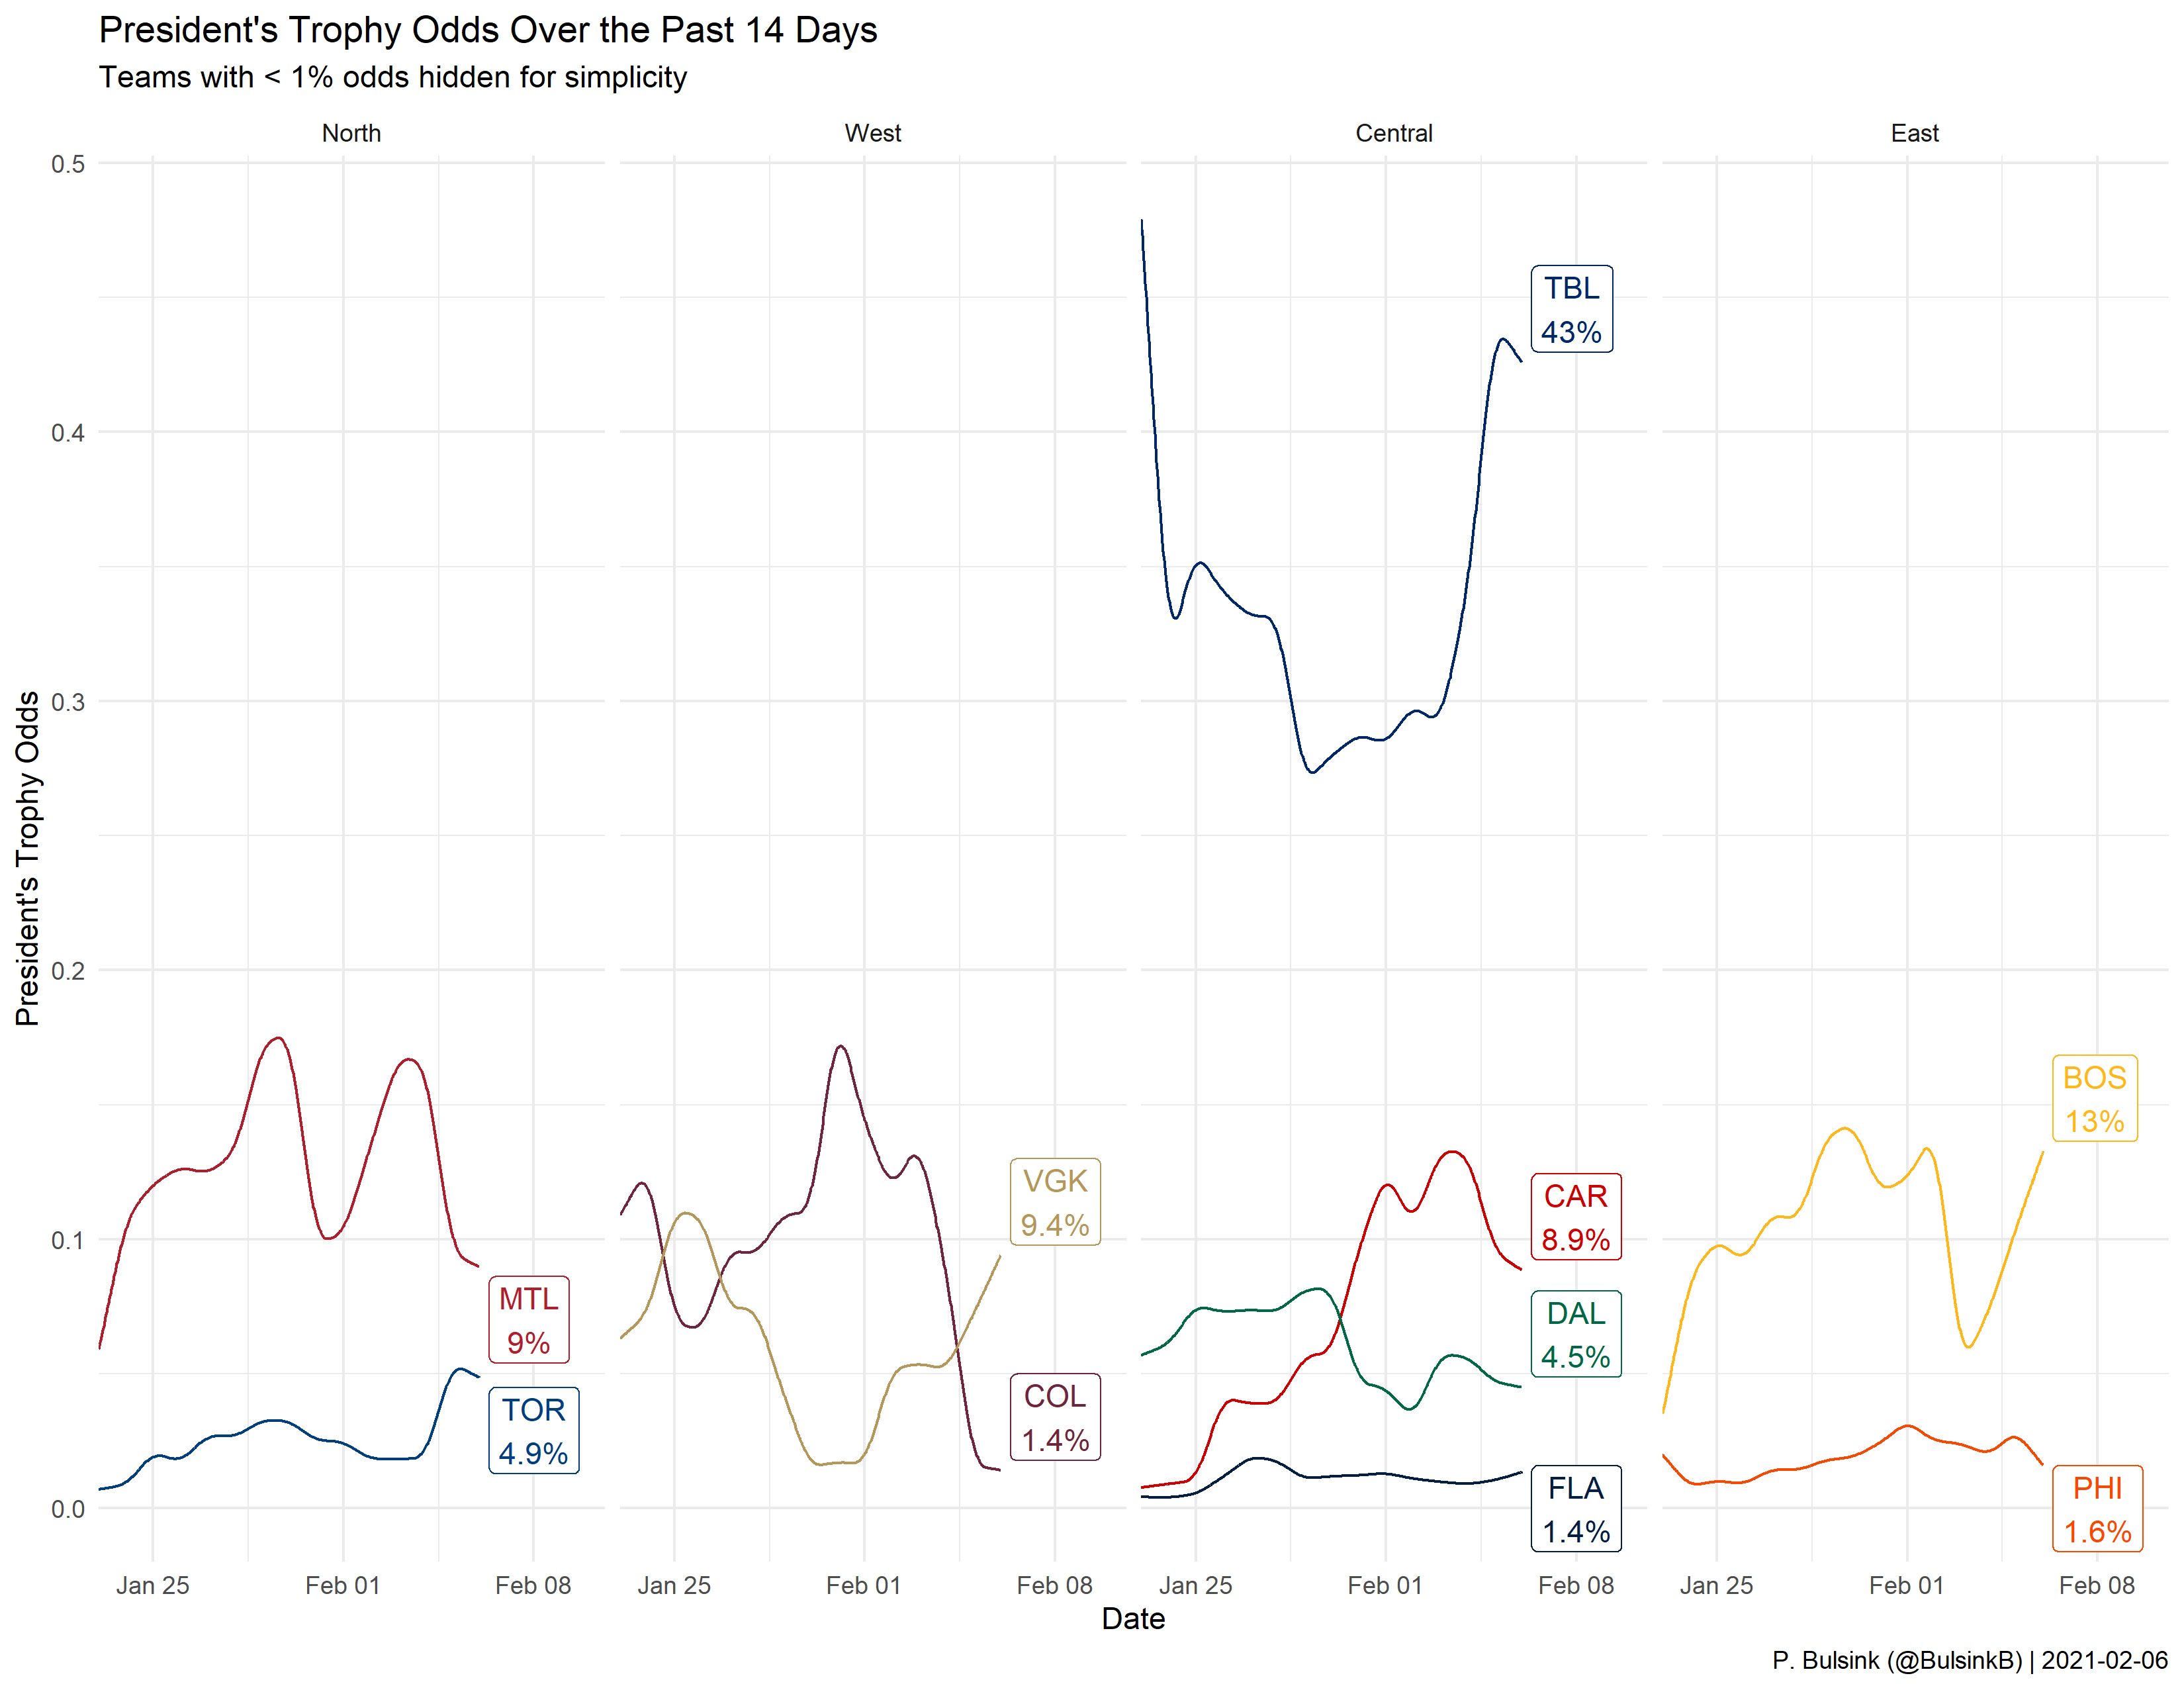 President's Trophy Odds Over the Past 14 Days
Teams with < 1% odds hidden for simplicity
North
West
Central
East
President's Trophy Odds
0.5
0.4
0.3
0.2
0.1
0.0
MTL
9%
TOR
4.9%
VGK
9.4%
COL
1.4%
TBL
43%
CAR
8.9%
DAL
4.5%
FLA
1.4%
BOS
13%
PHI
1.6%
Jan 25 Feb 01 Feb 08
Jan 25 Feb 01 Feb 08
Jan 25 Feb 01 Feb 08
Jan 25 Feb 01 Feb 08
Date
P. Bulsink (@BulsinkB) | 2021-02-06